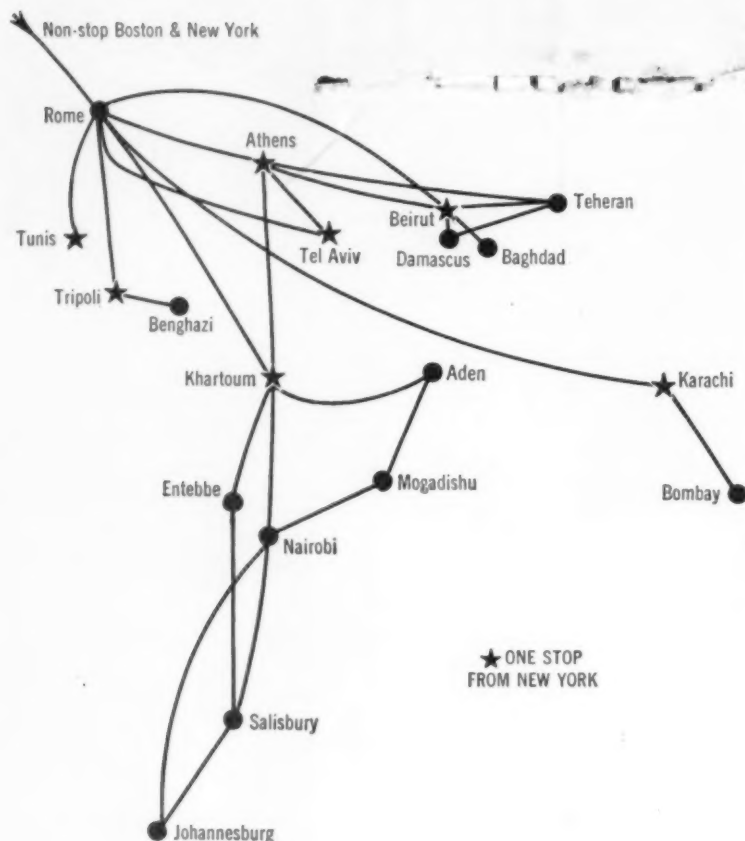 Non-stop Boston & New York
Rome
Athens
Teheran
Beirut
Tunis
Tel Aviv
Damascus
Baghdad
Tripoli
Benghazi
Khartoum
Aden
Karachi
Entebbe
Mogadishu
Bombay
Nairobi
★ ONE STOP
FROM NEW YORK
Salisbury
Johannesburg